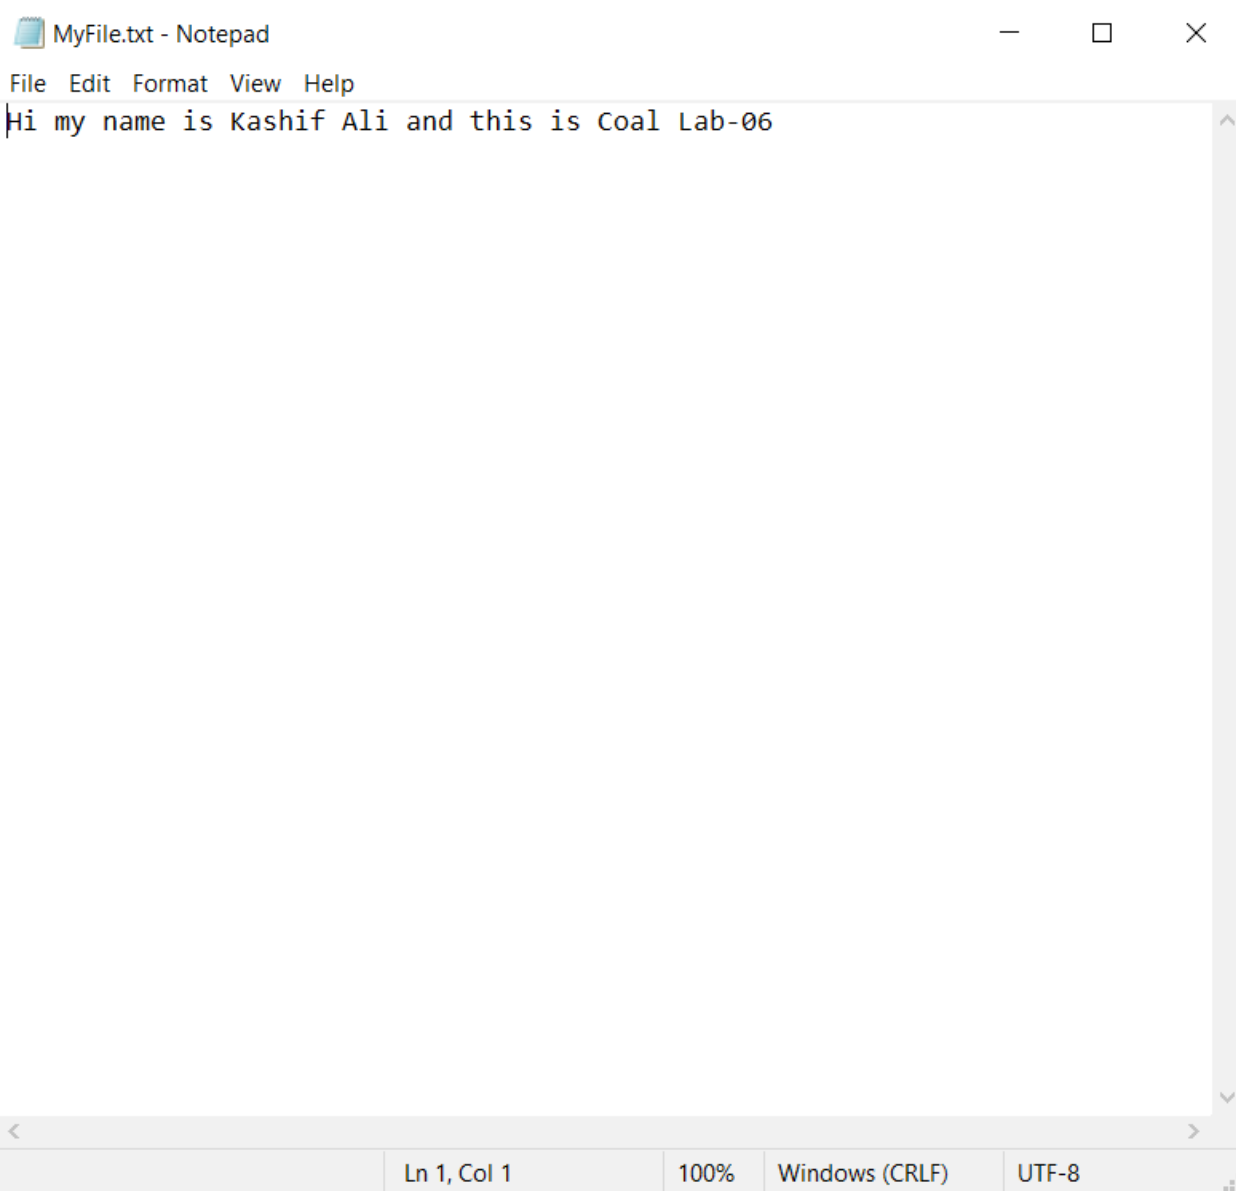 MyFile.txt - Notepad
File Edit Format View Help
Hi my name is Kashif Ali and this is Coal Lab-06
Ln 1, Col 1 100% Windows (CRLF) UTF-8